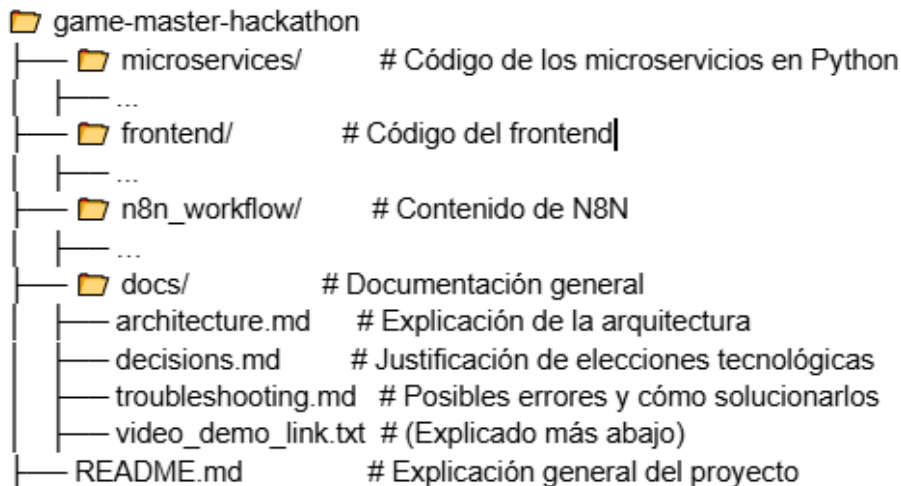 game-master-hackathon
├── microservices/ # Código de los microservicios en Python
│ ├── ...
├── frontend/ # Código del frontend
│ ├── ...
├── n8n_workflow/ # Contenido de N8N
│ ├── ...
├── docs/ # Documentación general
│ ├── architecture.md # Explicación de la arquitectura
│ ├── decisions.md # Justificación de elecciones tecnológicas
│ ├── troubleshooting.md # Posibles errores y cómo solucionarlos
│ ├── video_demo_link.txt # (Explicado más abajo)
├── README.md # Explicación general del proyecto